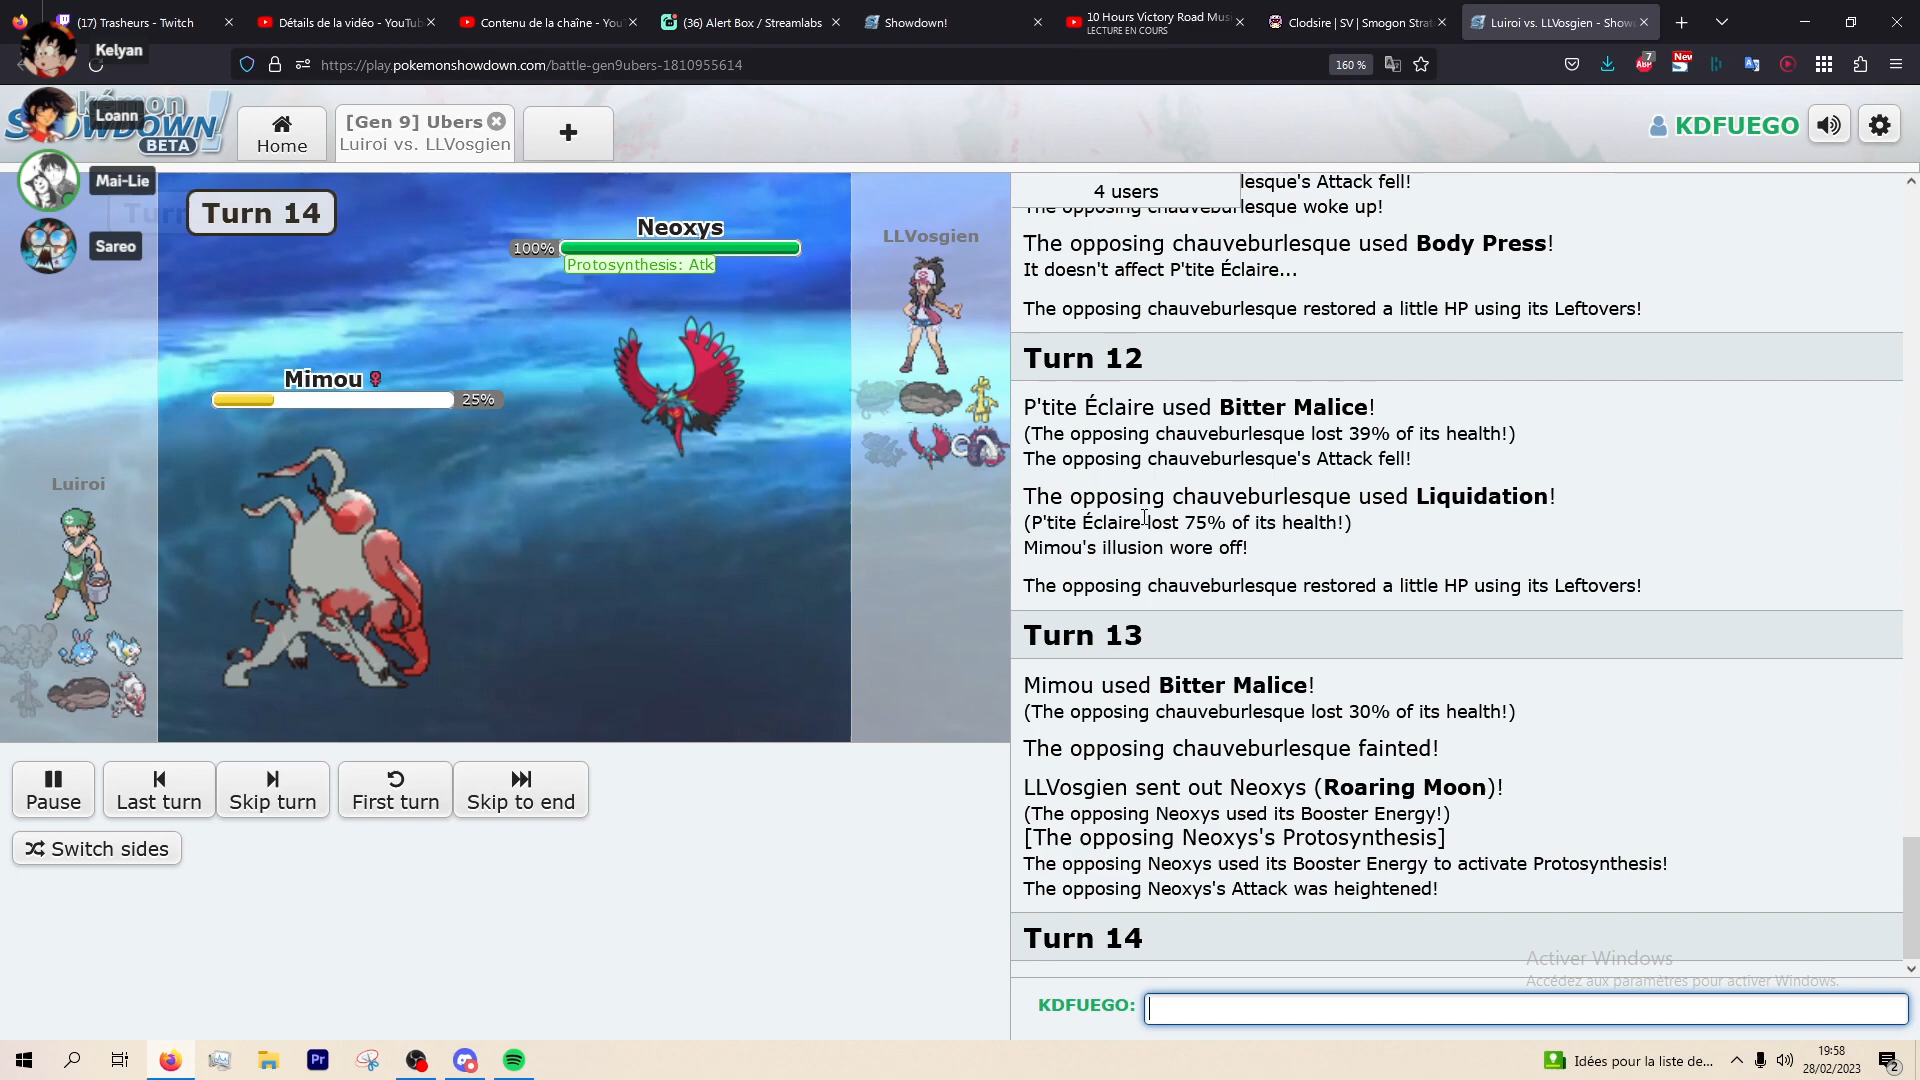 (17) Trasheurs - Twitch
Détails de la vidéo - YouTub
Contenu de la chaîne - YouT
(36) Alert Box / Streamlabs
Showdown!
10 Hours Victory Road Mus
LECTURE EN COURS
Clodsire | SV | Smogon Strat
Luiroi vs. LLVosgien - Show
Kelyan
https://play.pokemonshowdown.com/battle-gen9ubers-1810955614
160 %
7
ABP
New
Loann
SHOWDOWN!
BETA
Home
[Gen 9] Ubers
Luiroi vs. LLVosgien
KDFUEGO
Mai-Lie
Sareo
Turn 14
Neoxys
100%
Protosynthesis: Atk
LLVosgien
Mimou
25%
Luiroi
4 users
lesque's Attack fell!
The opposing chauveburlesque woke up!
The opposing chauveburlesque used Body Press!
It doesn't affect P'tite Éclaire...
The opposing chauveburlesque restored a little HP using its Leftovers!
Turn 12
P'tite Éclaire used Bitter Malice!
(The opposing chauveburlesque lost 39% of its health!)
The opposing chauveburlesque's Attack fell!
The opposing chauveburlesque used Liquidation!
(P'tite Éclaire lost 75% of its health!)
Mimou's illusion wore off!
The opposing chauveburlesque restored a little HP using its Leftovers!
Turn 13
Mimou used Bitter Malice!
(The opposing chauveburlesque lost 30% of its health!)
The opposing chauveburlesque fainted!
LLVosgien sent out Neoxys (Roaring Moon)!
(The opposing Neoxys used its Booster Energy!)
[The opposing Neoxys's Protosynthesis]
The opposing Neoxys used its Booster Energy to activate Protosynthesis!
The opposing Neoxys's Attack was heightened!
Turn 14
Pause
Last turn
Skip turn
First turn
Skip to end
Switch sides
Activer Windows
Accédez aux paramètres pour activer Windows.
KDFUEGO:
Pr
Idées pour la liste de...
19:58
28/02/2023
2